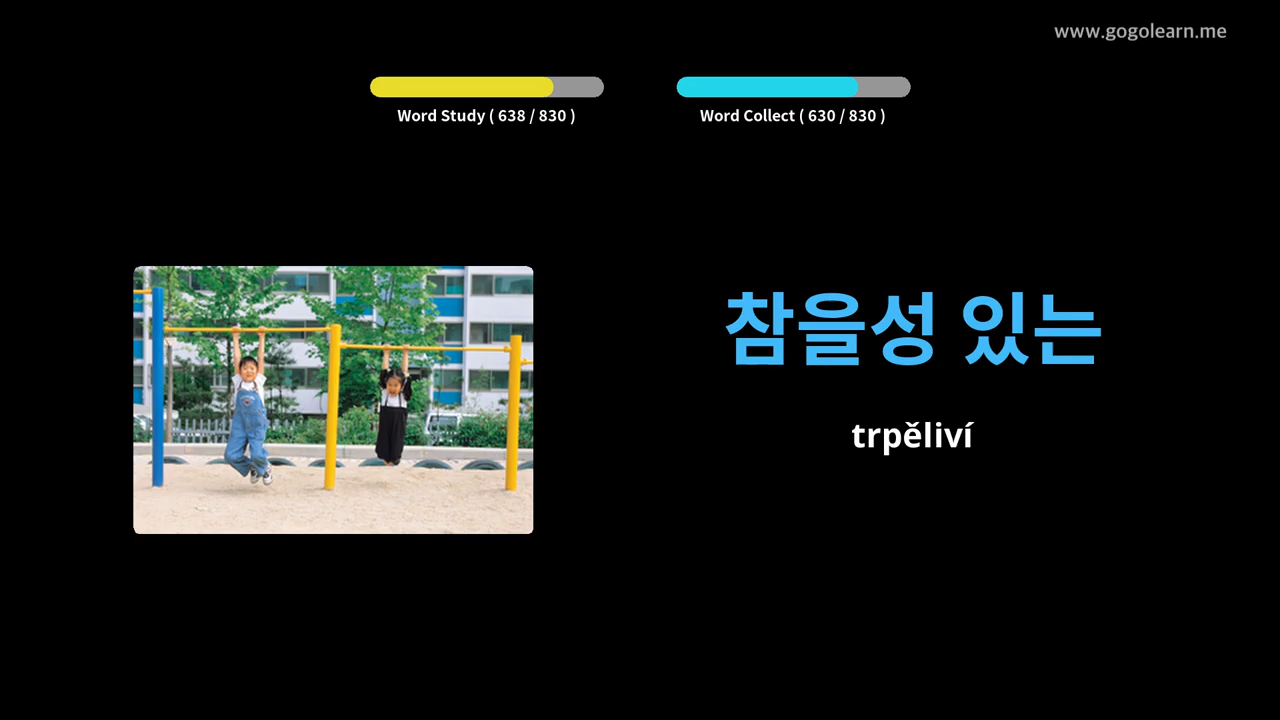 www.gogolearn.me
Word Study ( 638 / 830 )
Word Collect ( 630 / 830 )
참을성 있는
trpěliví